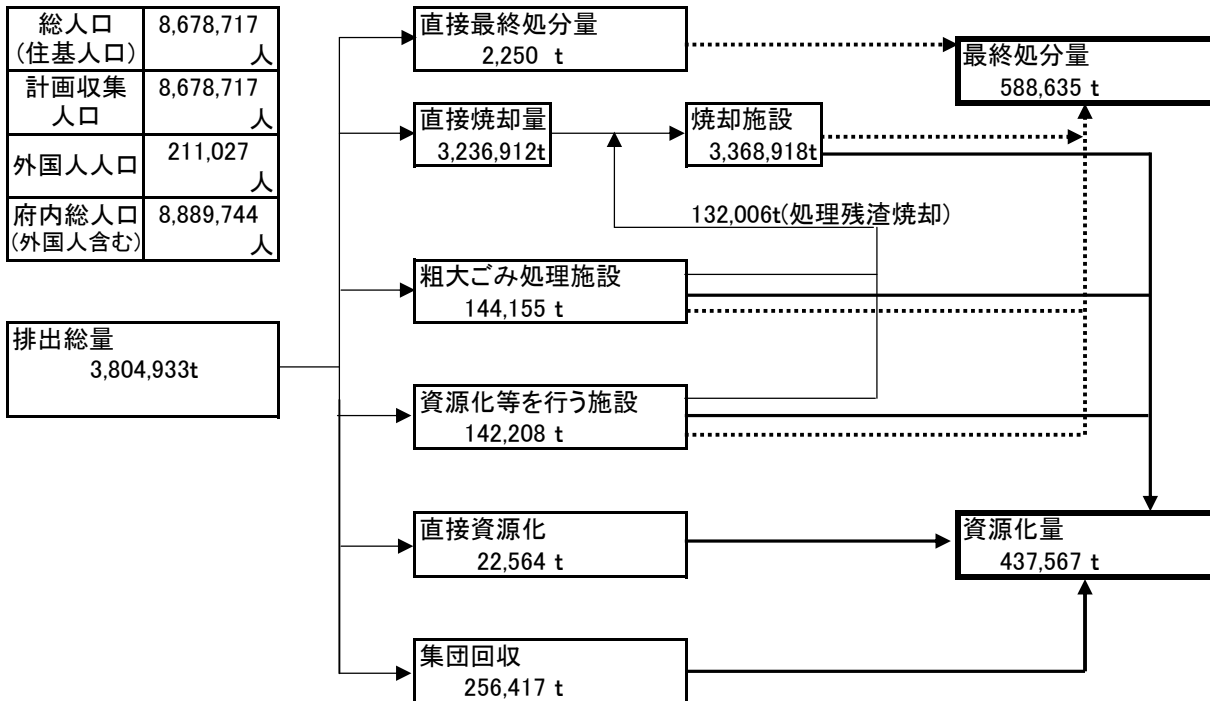 総人口
(住基人口)
8,678,717
人
計画収集
人口
8,678,717
人
外国人人口
211,027
人
府内総人口
(外国人含む)
8,889,744
人
排出総量
3,804,933t
直接最終処分量
2,250 t
直接焼却量
3,236,912t
焼却施設
3,368,918t
132,006t(処理残渣焼却)
粗大ごみ処理施設
144,155 t
資源化等を行う施設
142,208 t
直接資源化
22,564 t
集団回収
256,417 t
最終処分量
588,635 t
資源化量
437,567 t